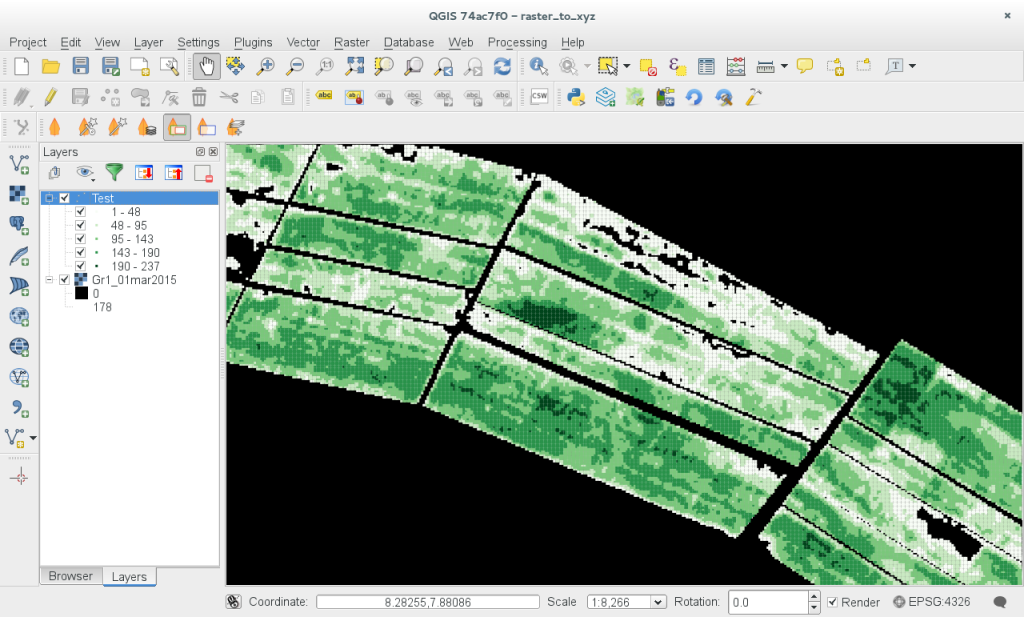 QGIS 74ac7f0 - raster_to_xyz
Project Edit View Layer Settings Plugins Vector Raster Database Web Processing Help
abc
CSW
Layers
Test
1 - 48
48 - 95
95 - 143
143 - 190
190 - 237
Gr1_01mar2015
0
178
Browser Layers
Coordinate: 8.28255,7.88086 Scale 1:8,266 Rotation: 0.0 Render EPSG:4326